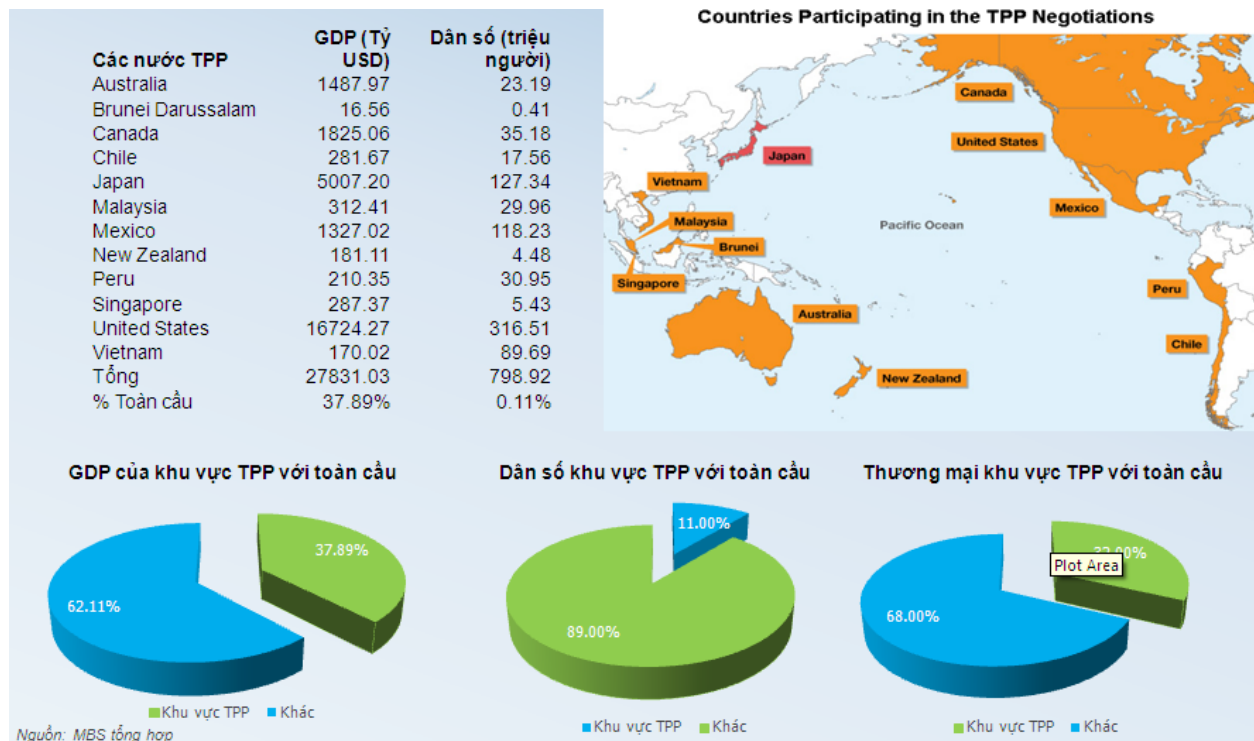 Các nước TPP GDP (Tỷ USD) Dân số (triệu người)
Australia 1487.97 23.19
Brunei Darussalam 16.56 0.41
Canada 1825.06 35.18
Chile 281.67 17.56
Japan 5007.20 127.34
Malaysia 312.41 29.96
Mexico 1327.02 118.23
New Zealand 181.11 4.48
Peru 210.35 30.95
Singapore 287.37 5.43
United States 16724.27 316.51
Vietnam 170.02 89.69
Tổng 27831.03 798.92
% Toàn cầu 37.89% 0.11%
Countries Participating in the TPP Negotiations
Canada
United States
Japan
Vietnam
Mexico
Malaysia
Pacific Ocean
Brunei
Singapore
Peru
Australia
Chile
New Zealand
GDP của khu vực TPP với toàn cầu
37.89%
62.11%
Khu vực TPP Khác
Dân số khu vực TPP với toàn cầu
11.00%
89.00%
Khu vực TPP Khác
Thương mại khu vực TPP với toàn cầu
Plot Area
68.00%
Khu vực TPP Khác
Nguồn: MBS tổng hợp